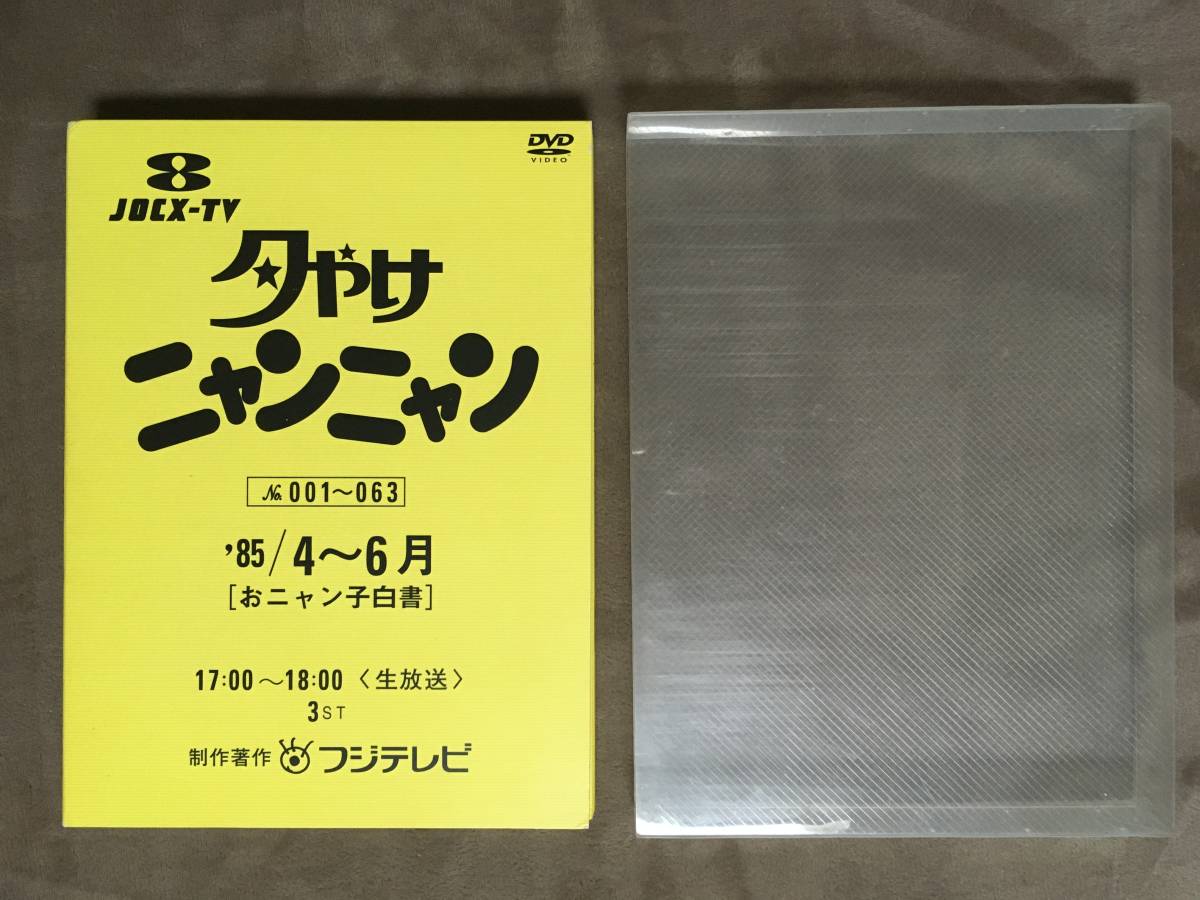 DVD
VIDEO
8
JOCX-TV
夕やけ
ニャンニャン
№ 001〜063
'85/4〜6月
[おニャン子白書]
17:00〜18:00〈生放送〉
3ST
制作著作 フジテレビ